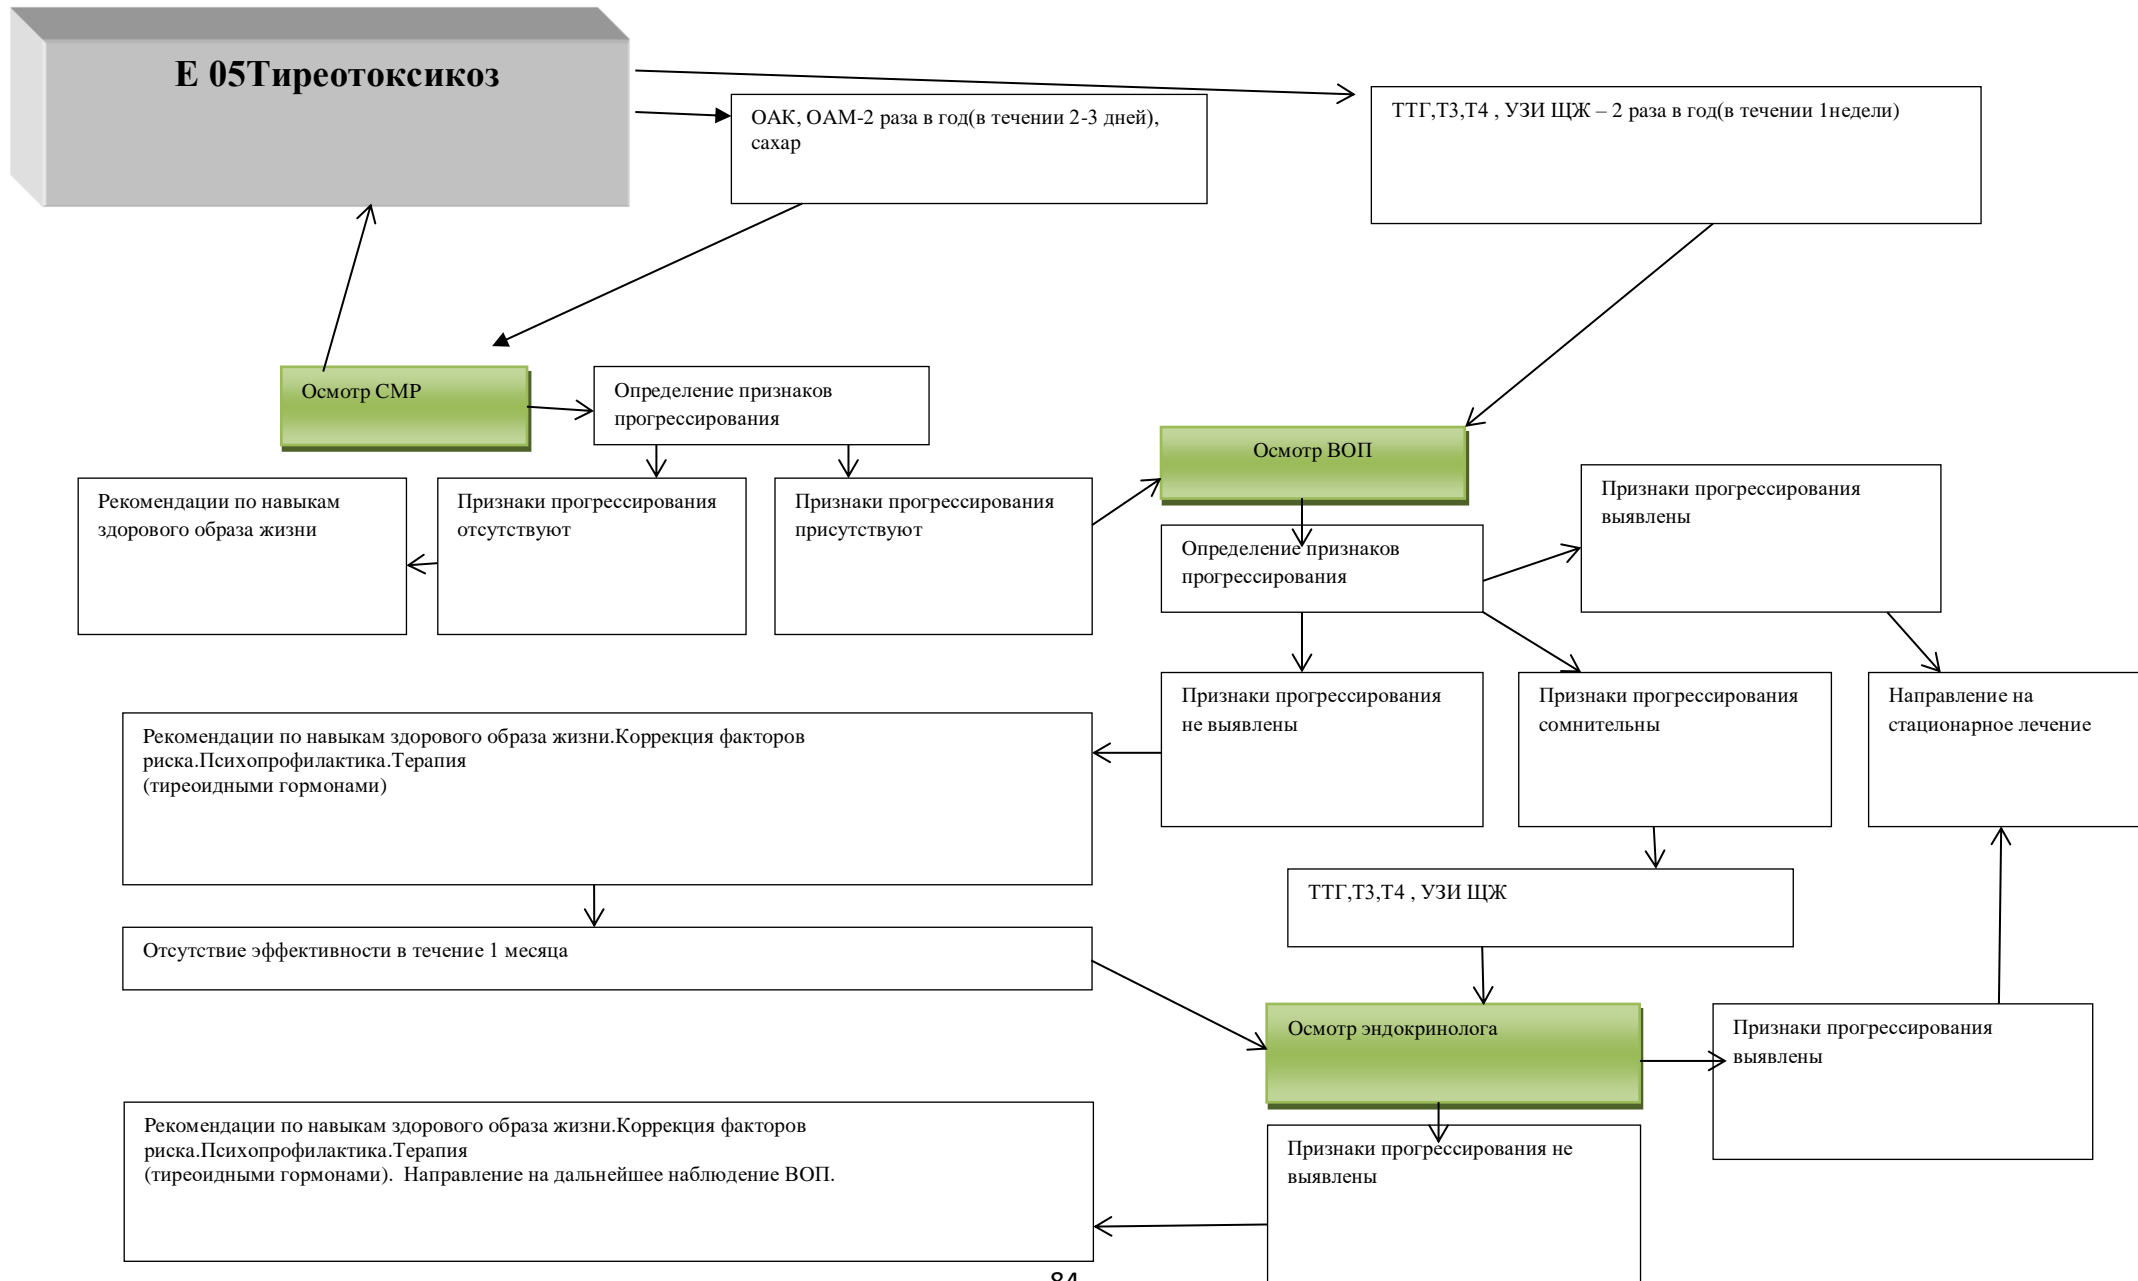 Е 05Тиреотоксикоз
ОАК, ОАМ-2 раза в год(в течении 2-3 дней),
сахар
ТТГ,Т3,Т4 , УЗИ ЩЖ – 2 раза в год(в течении 1недели)
Осмотр СМР
Определение признаков
прогрессирования
Осмотр ВОП
Рекомендации по навыкам
здорового образа жизни
Признаки прогрессирования
отсутствуют
Признаки прогрессирования
присутствуют
Признаки прогрессирования
выявлены
Определение признаков
прогрессирования
Признаки прогрессирования
не выявлены
Признаки прогрессирования
сомнительны
Направление на
стационарное лечение
Рекомендации по навыкам здорового образа жизни.Коррекция факторов
риска.Психопрофилактика.Терапия
(тиреоидными гормонами)
ТТГ,Т3,Т4 , УЗИ ЩЖ
Отсутствие эффективности в течение 1 месяца
Осмотр эндокринолога
Признаки прогрессирования
выявлены
Рекомендации по навыкам здорового образа жизни.Коррекция факторов
риска.Психопрофилактика.Терапия
(тиреоидными гормонами).  Направление на дальнейшее наблюдение ВОП.
Признаки прогрессирования не
выявлены
84